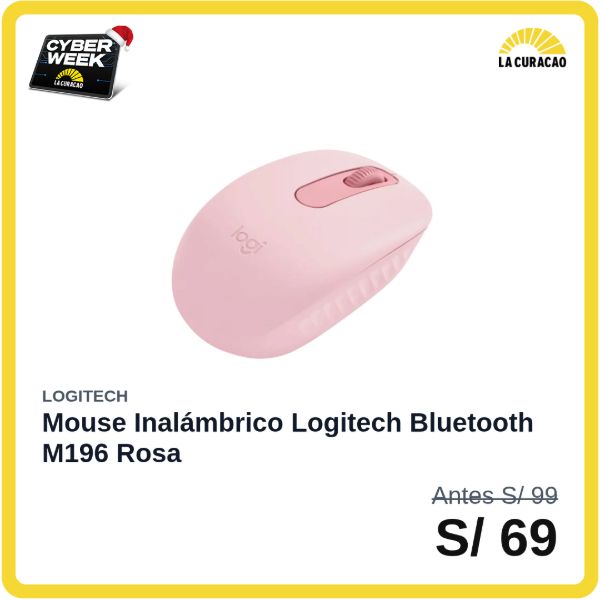 CYBER
WEEK
LA CURACAO
LA CURACAO
logi
LOGITECH
Mouse Inalámbrico Logitech Bluetooth
M196 Rosa
Antes S/ 99
S/ 69